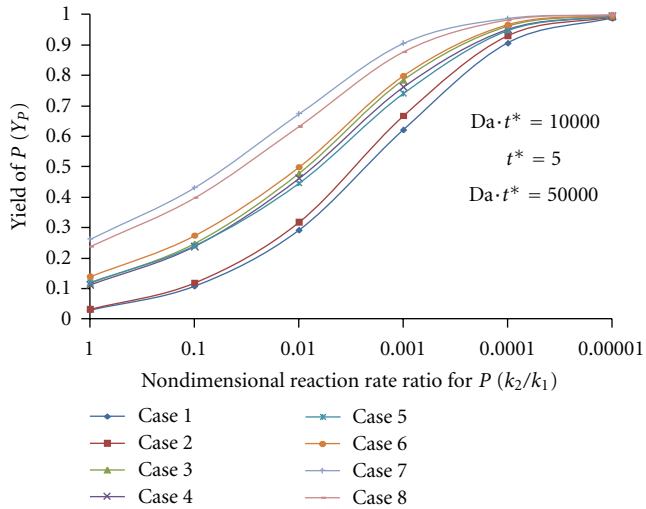 1
0.9
0.8
0.7
0.6
0.5
0.4
0.3
0.2
0.1
0
Yield of P (Y_P)
Da·t* = 10000
t* = 5
Da·t* = 50000
1 0.1 0.01 0.001 0.0001 0.00001
Nondimensional reaction rate ratio for P (k₂/k₁)
Case 1
Case 2
Case 3
Case 4
Case 5
Case 6
Case 7
Case 8